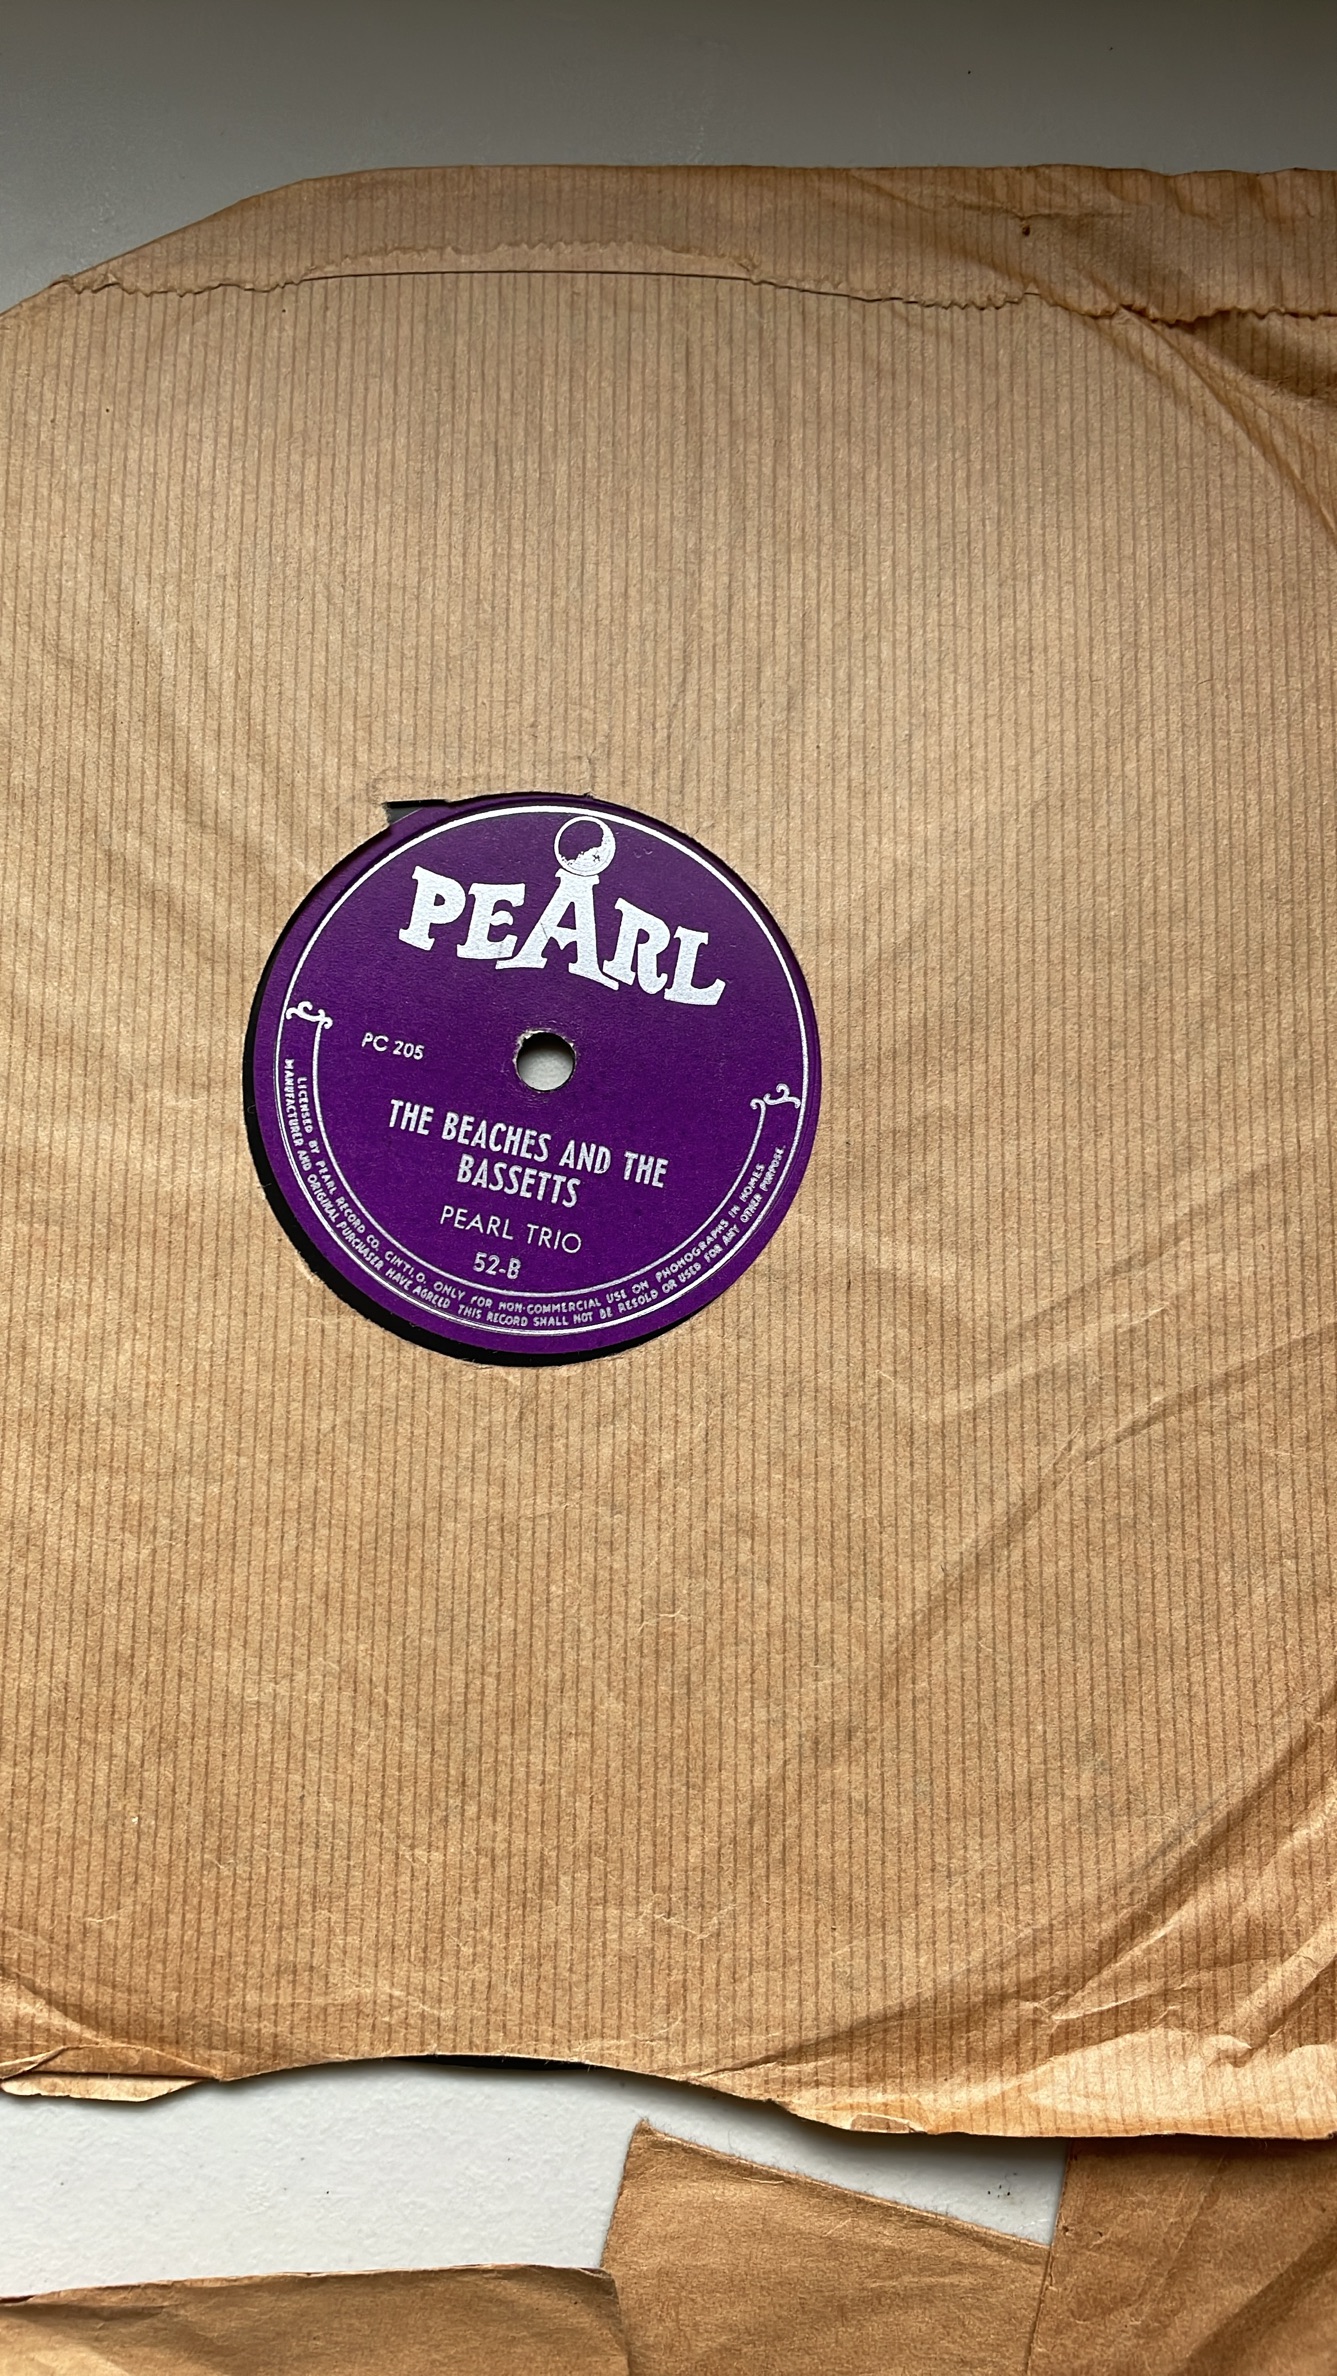 PEARL
PC 205
THE BEACHES AND THE
BASSETTS
PEARL TRIO
52-B
LICENSED BY PEARL RECORD CO. CINTI.O. ONLY FOR NON-COMMERCIAL USE ON PHONOGRAPHS IN HOMES.
MANUFACTURER AND ORIGINAL PURCHASER HAVE AGREED THIS RECORD SHALL NOT BE RESOLD OR USED FOR ANY OTHER PURPOSE.